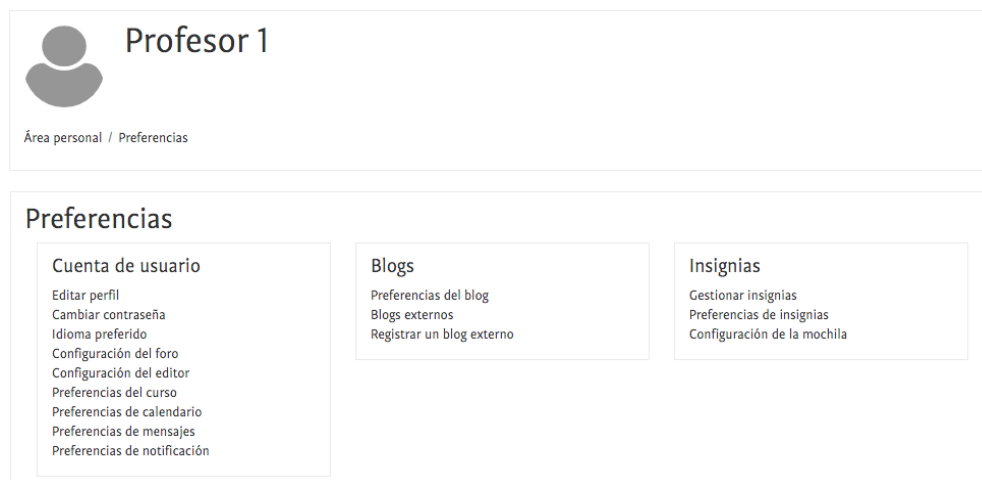 Profesor 1
Área personal / Preferencias
Preferencias
Cuenta de usuario
Editar perfil
Cambiar contraseña
Idioma preferido
Configuración del foro
Configuración del editor
Preferencias del curso
Preferencias de calendario
Preferencias de mensajes
Preferencias de notificación
Blogs
Preferencias del blog
Blogs externos
Registrar un blog externo
Insignias
Gestionar insignias
Preferencias de insignias
Configuración de la mochila